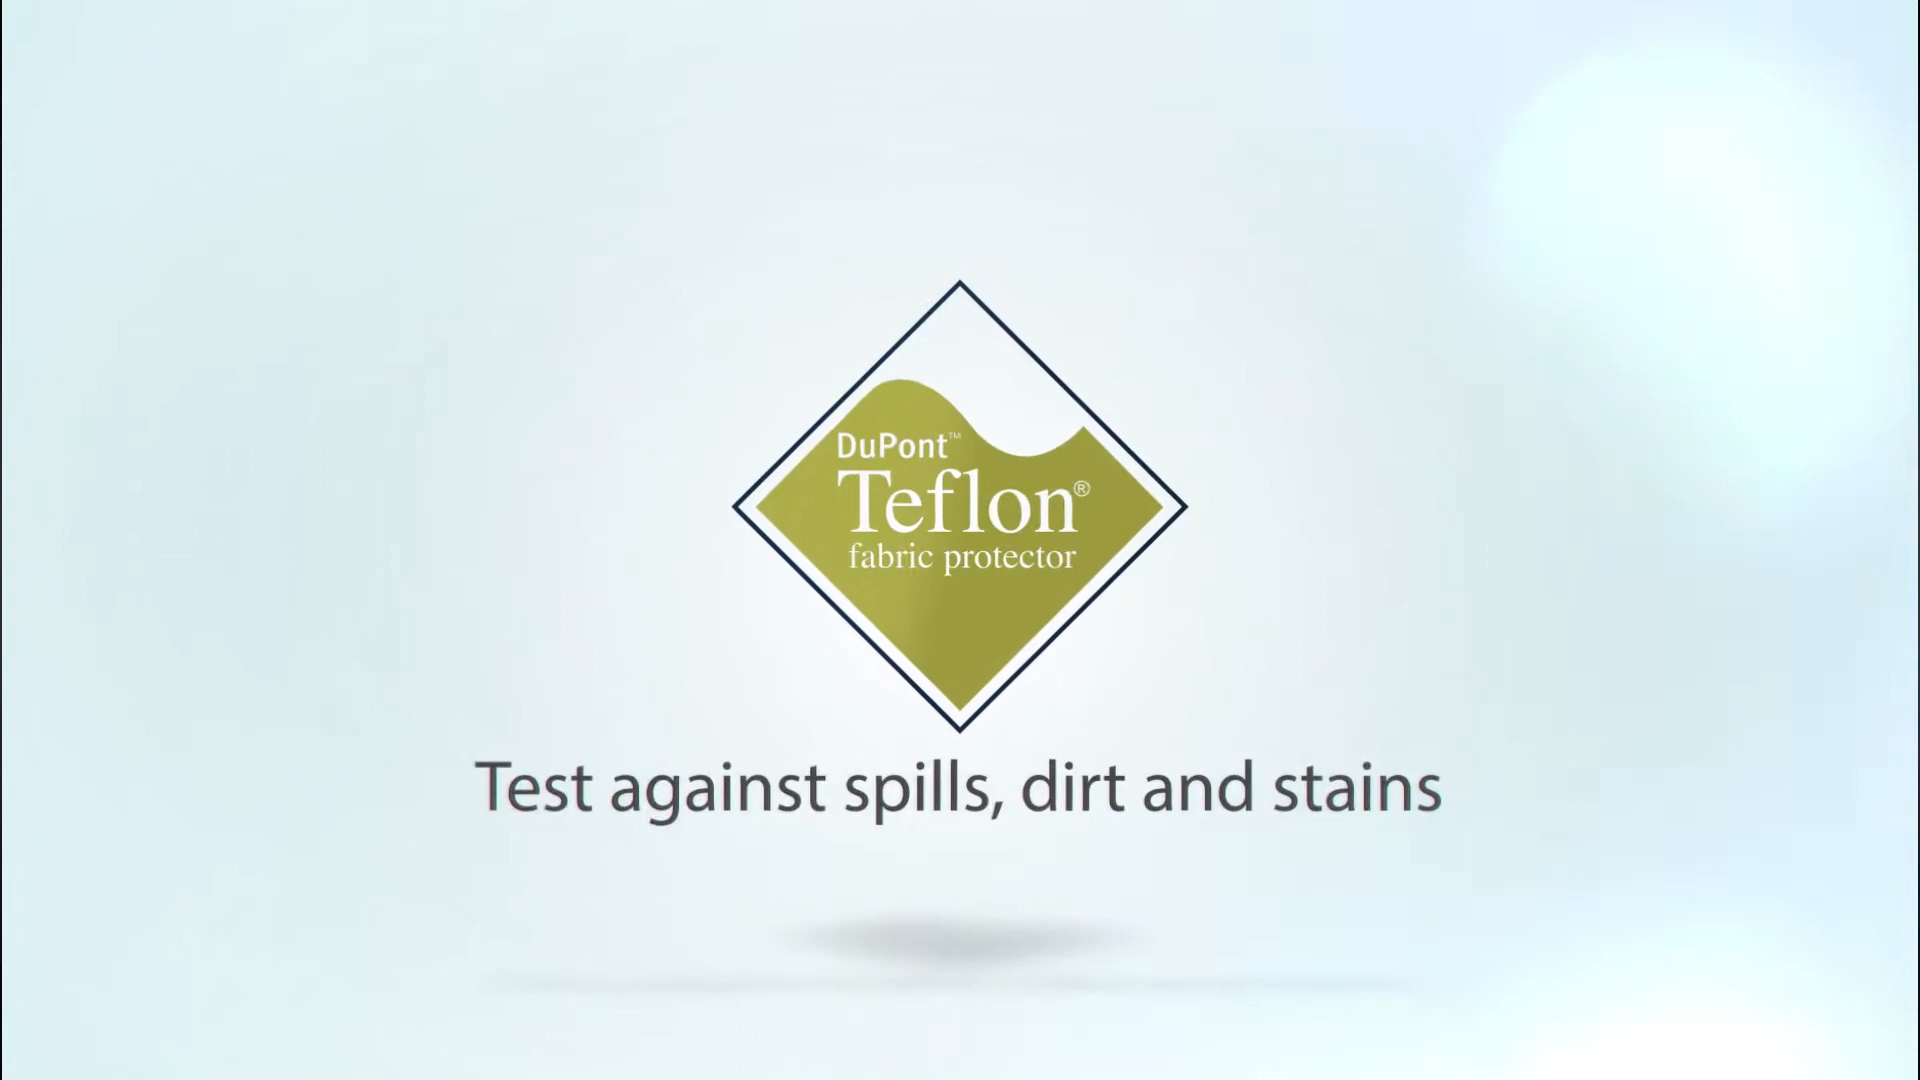 DuPont™
Teflon®
fabric protector
Test against spills, dirt and stains